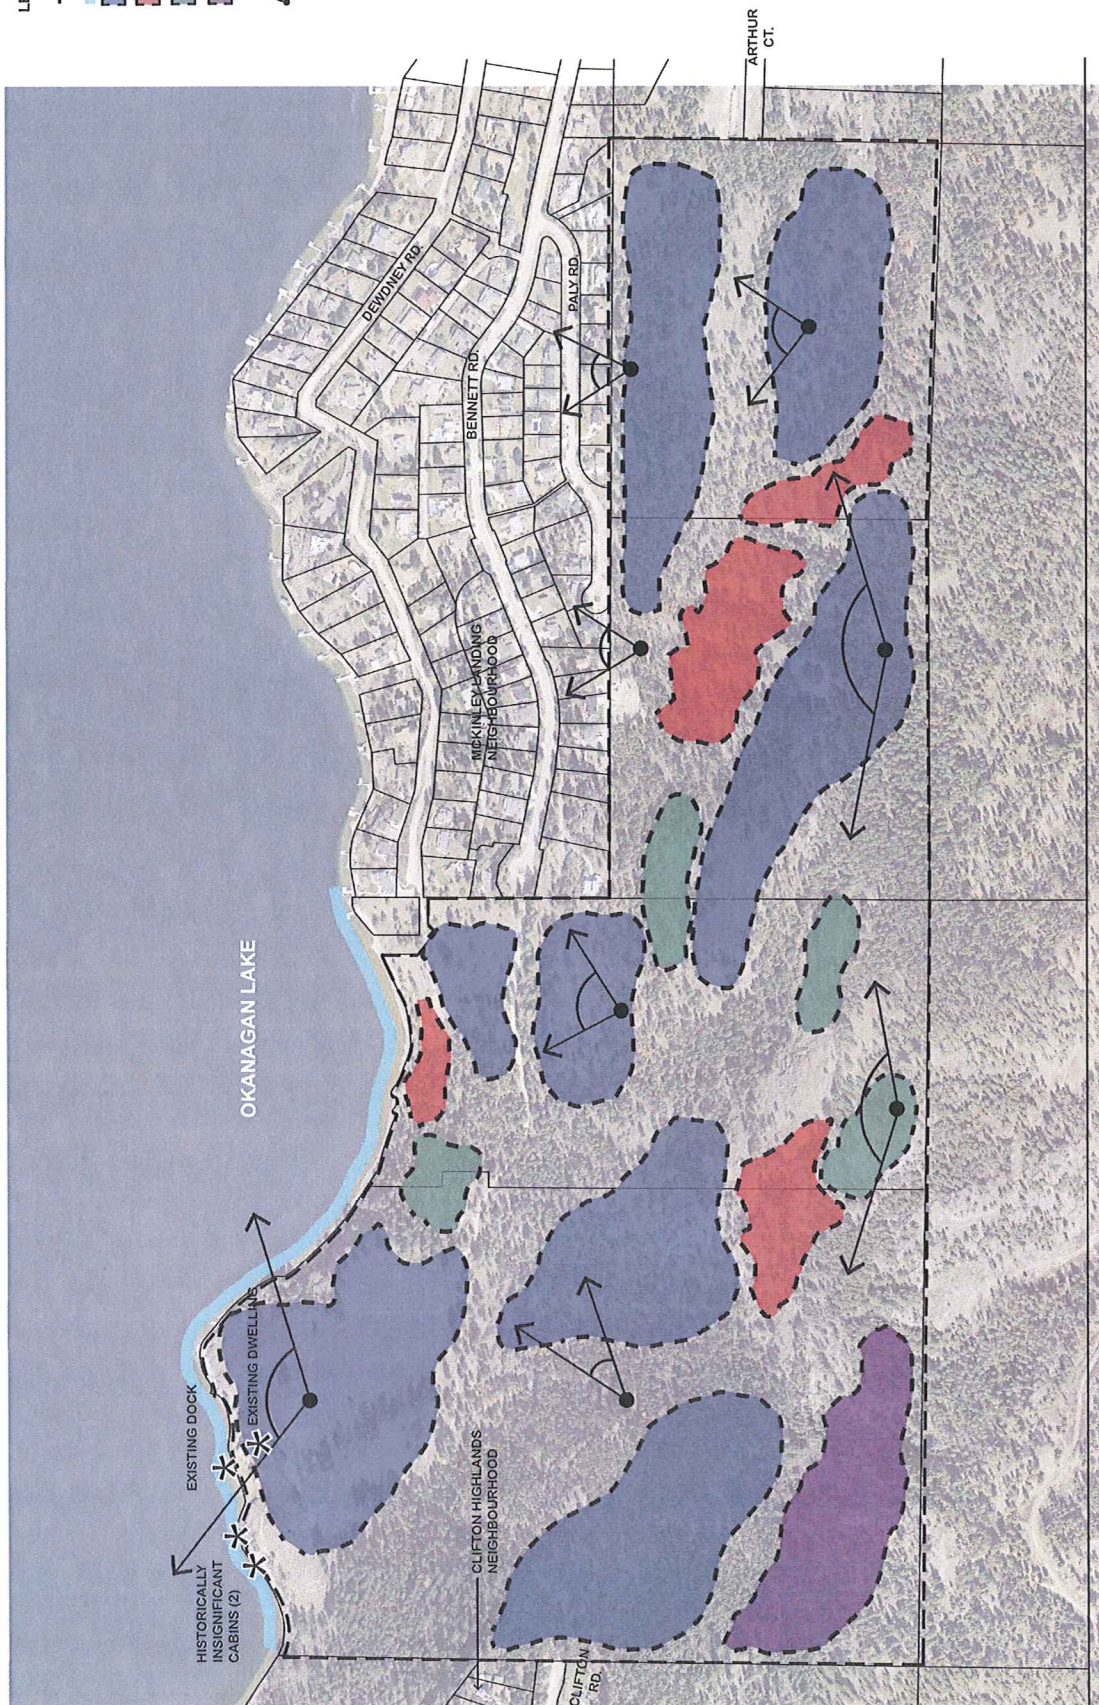 LE
ARTHUR
CT.
DEWDNEY RD.
PALY RD.
BENNETT RD.
MCKINLEY LANDING
NEIGHBOURHOOD
OKANAGAN LAKE
EXISTING DOCK
EXISTING DWELLING
HISTORICALLY
INSIGNIFICANT
CABINS (2)
CLIFTON HIGHLANDS
NEIGHBOURHOOD
CLIFTON
RD.